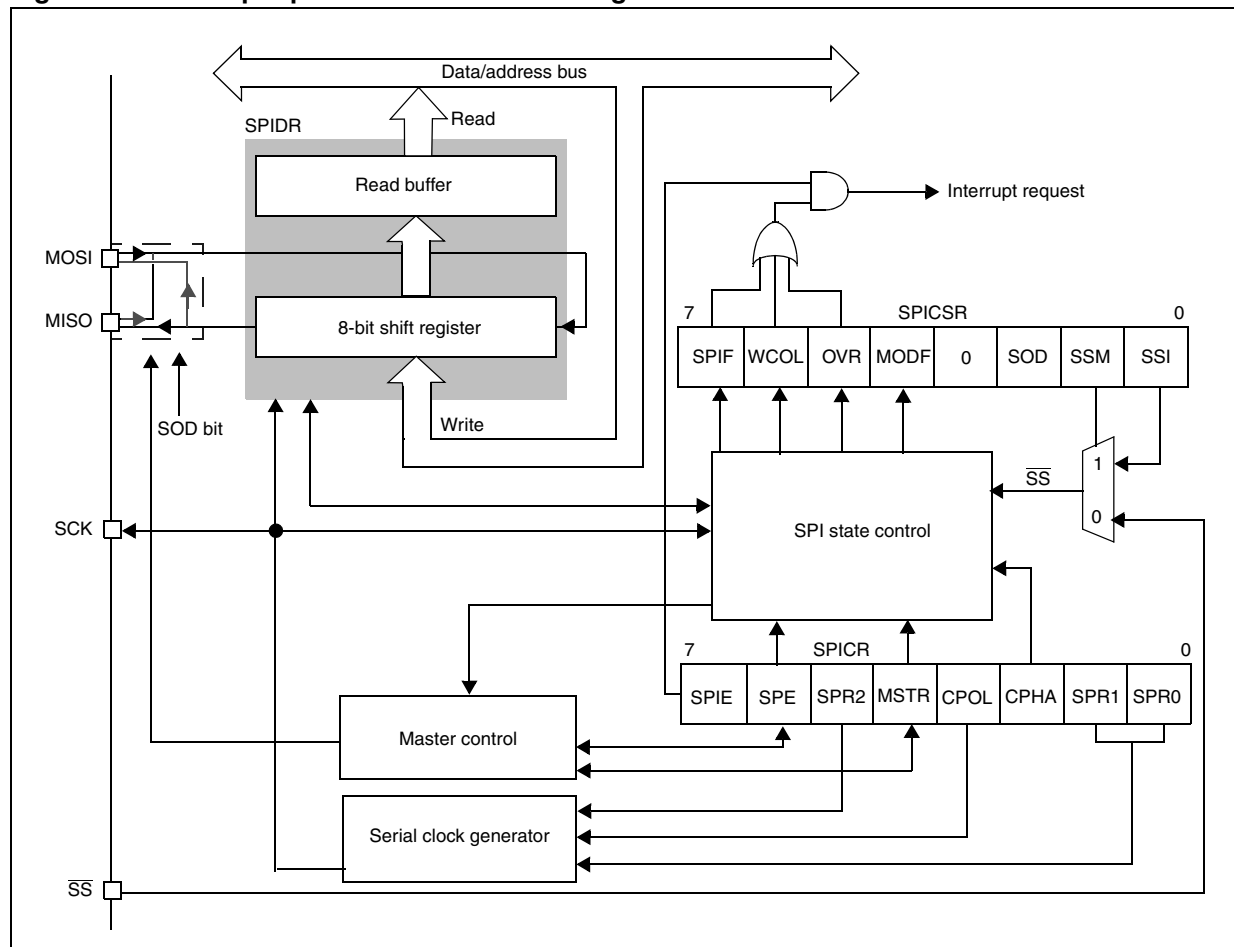 Data/address bus
Read
SPIDR
Read buffer
Interrupt request
MOSI
MISO
8-bit shift register
7 SPICSR 0
SPIF WCOL OVR MODF 0 SOD SSM SSI
SOD bit
Write
1
SS
0
SCK
SPI state control
7 SPICR 0
SPIE SPE SPR2 MSTR CPOL CPHA SPR1 SPR0
Master control
Serial clock generator
SS